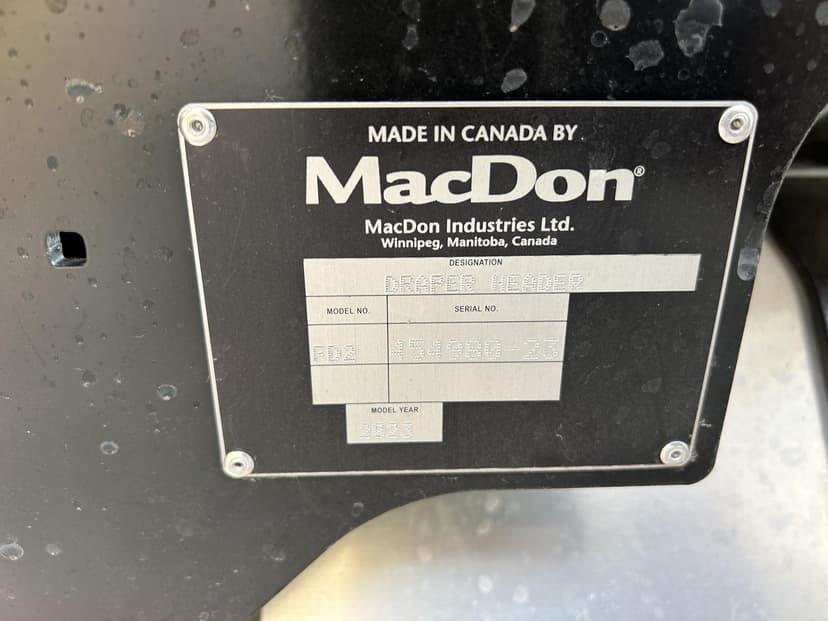 MADE IN CANADA BY
MacDon®
MacDon Industries Ltd.
Winnipeg, Manitoba, Canada
DESIGNATION
DRAPER HEADER
MODEL NO. SERIAL NO.
FD2
MODEL YEAR
2023